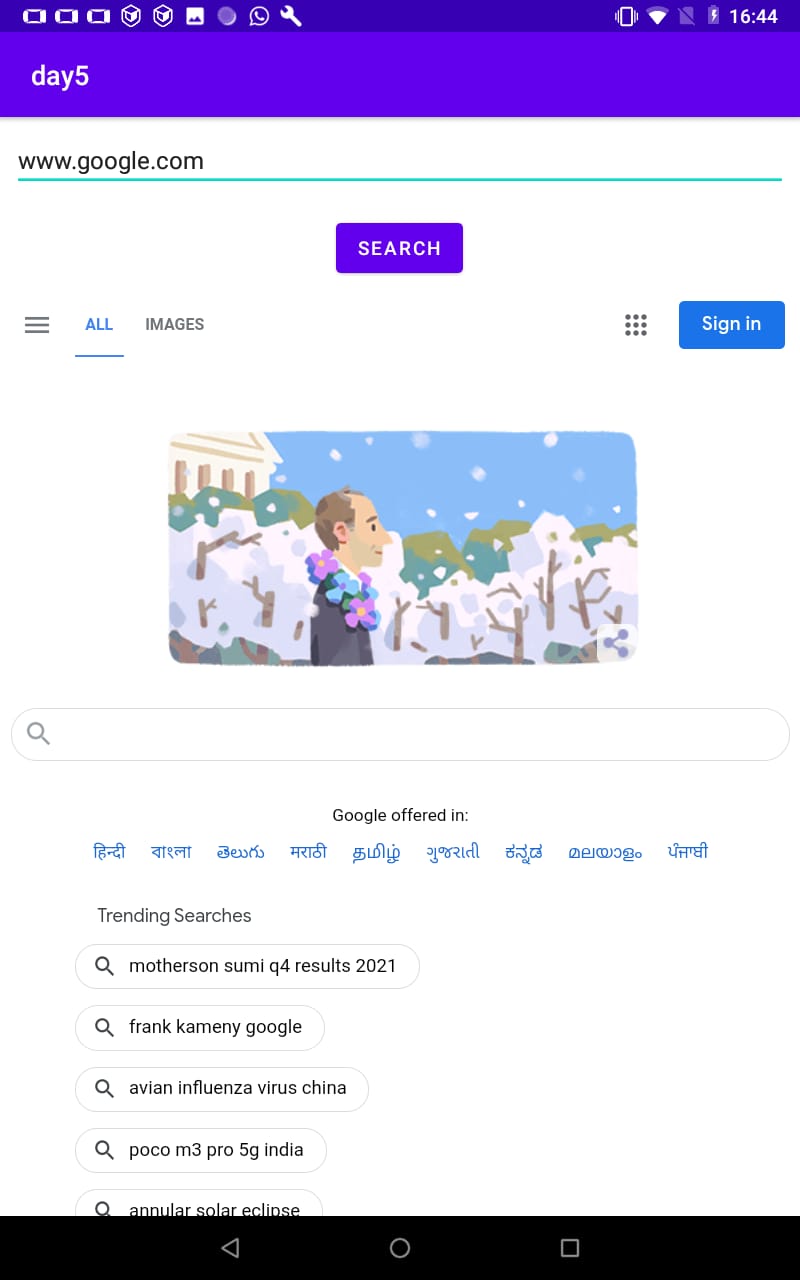 16:44
day5
www.google.com
SEARCH
ALL IMAGES Sign in
Google offered in:
हिन्दी বাংলা తెలుగు मराठी தமிழ் ગુજરાતી ಕನ್ನಡ മലയാളം ਪੰਜਾਬੀ
Trending Searches
motherson sumi q4 results 2021
frank kameny google
avian influenza virus china
poco m3 pro 5g india
annular solar eclipse